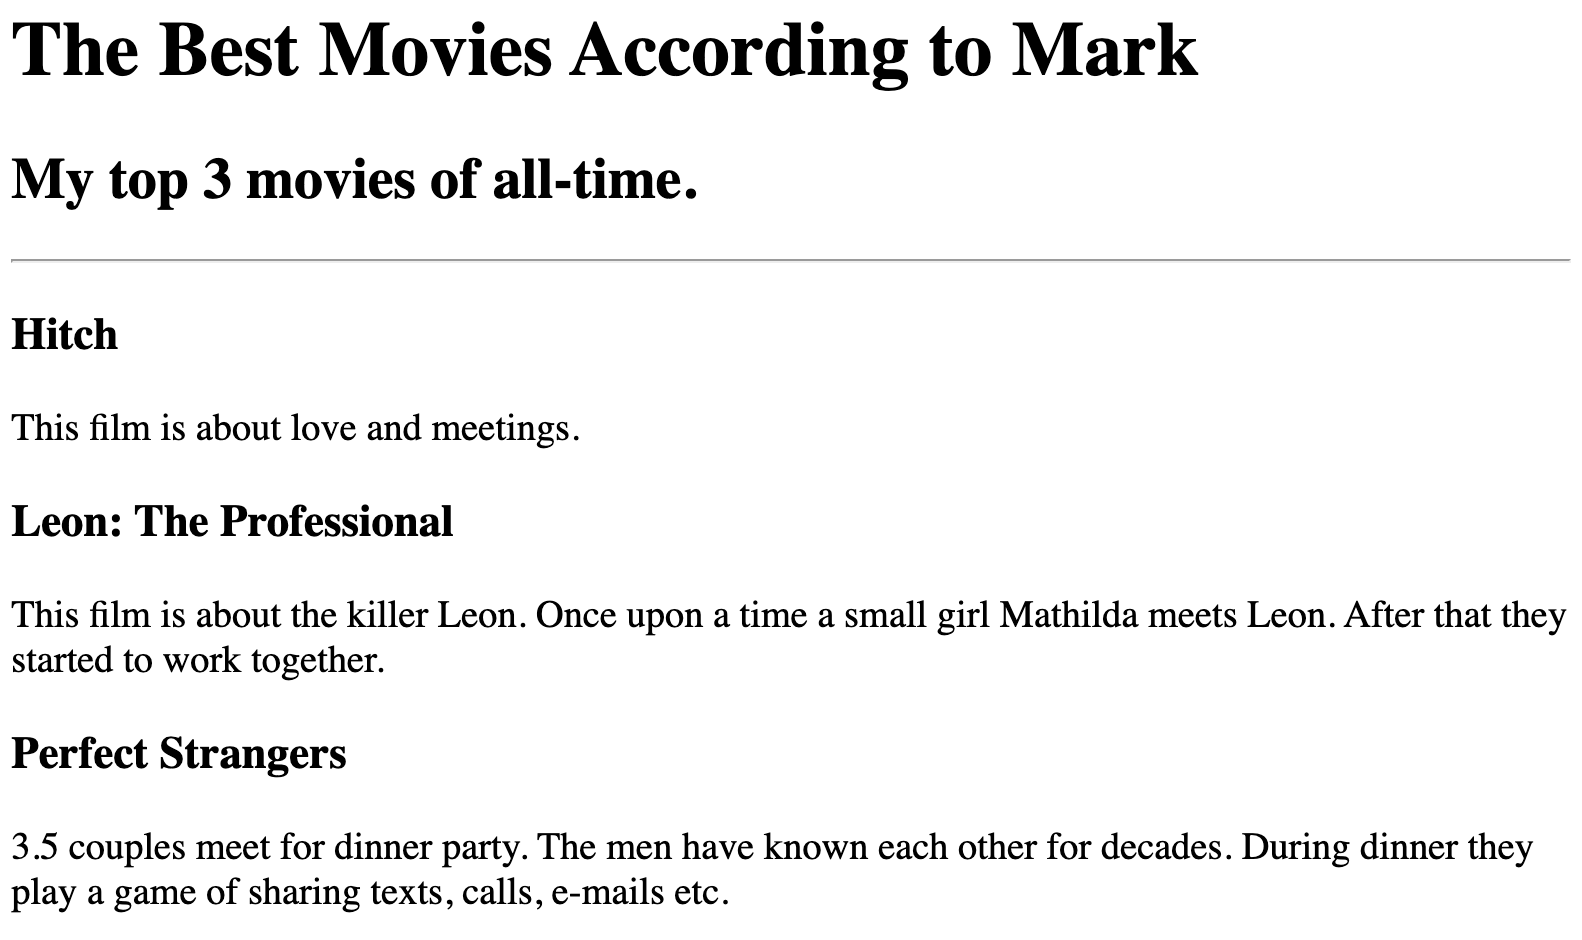 The Best Movies According to Mark
My top 3 movies of all-time.
Hitch
This film is about love and meetings.
Leon: The Professional
This film is about the killer Leon. Once upon a time a small girl Mathilda meets Leon. After that they
started to work together.
Perfect Strangers
3.5 couples meet for dinner party. The men have known each other for decades. During dinner they
play a game of sharing texts, calls, e-mails etc.